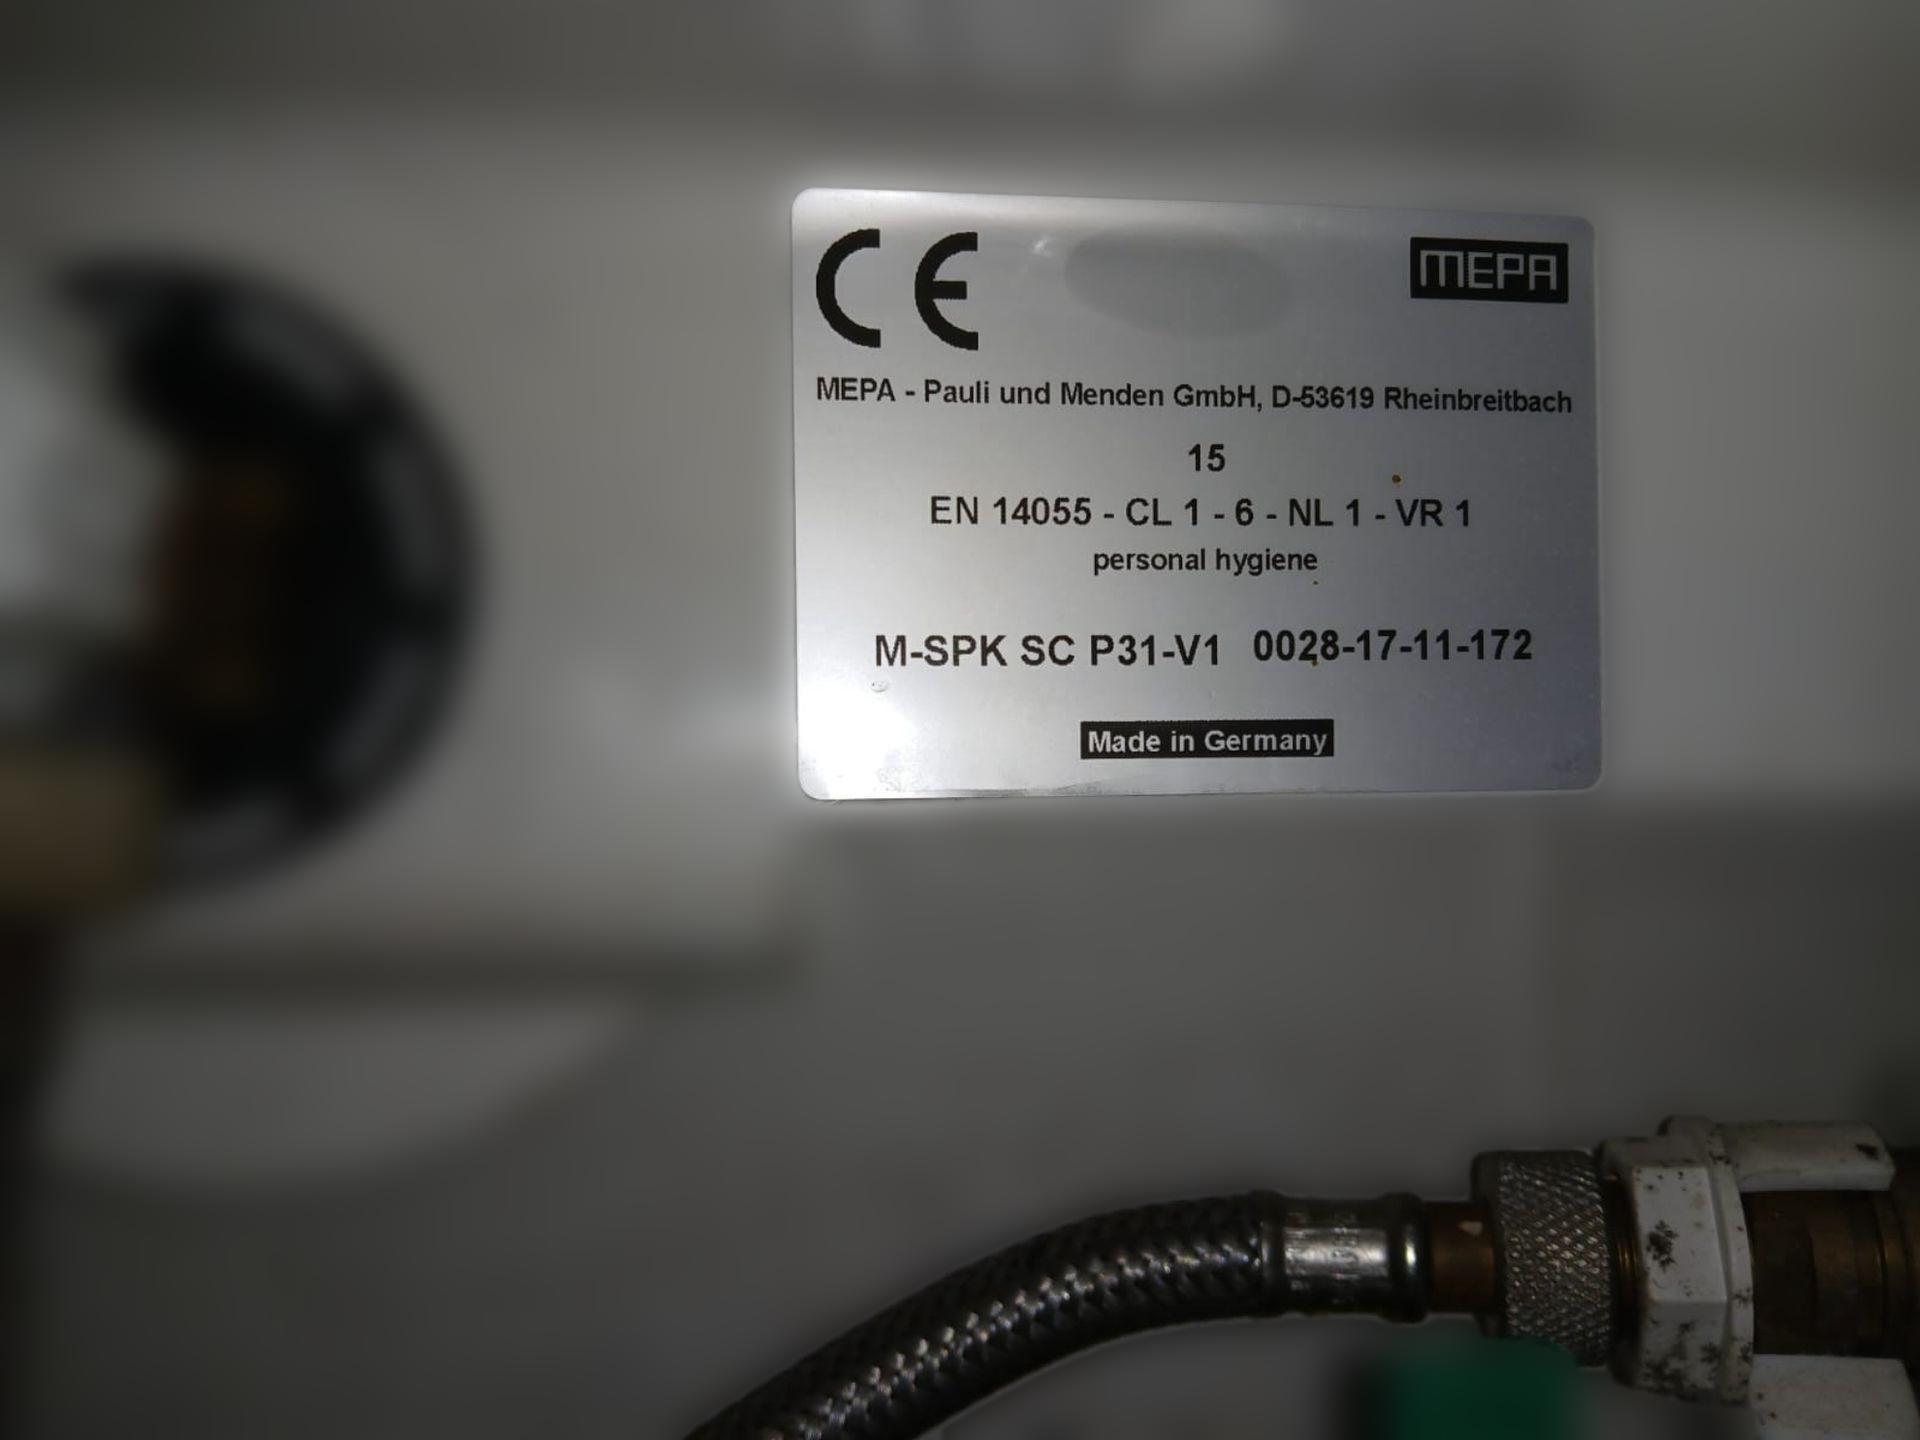 CE MEPA
MEPA - Pauli und Menden GmbH, D-53619 Rheinbreitbach
15
EN 14055 - CL 1 - 6 - NL 1 - VR 1
personal hygiene
M-SPK SC P31-V1 0028-17-11-172
Made in Germany